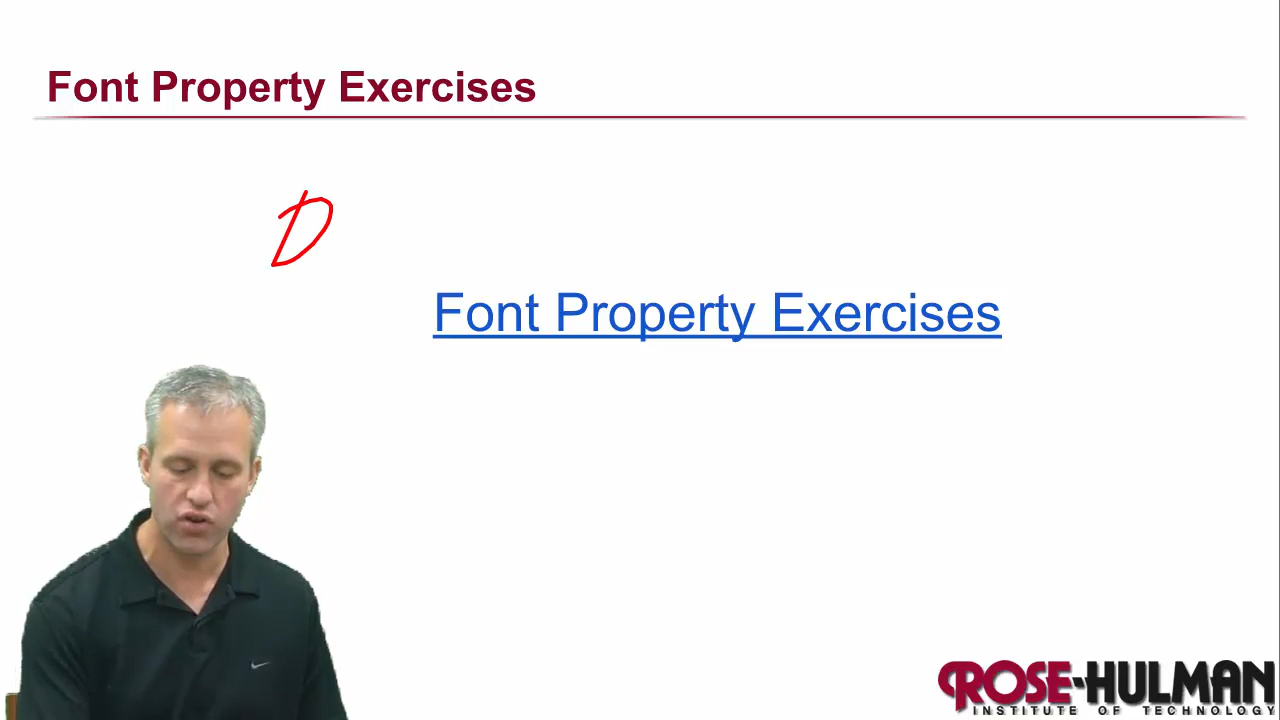 Font Property Exercises
D
Font Property Exercises
ROSE-HULMAN
INSTITUTE OF TECHNOLOGY